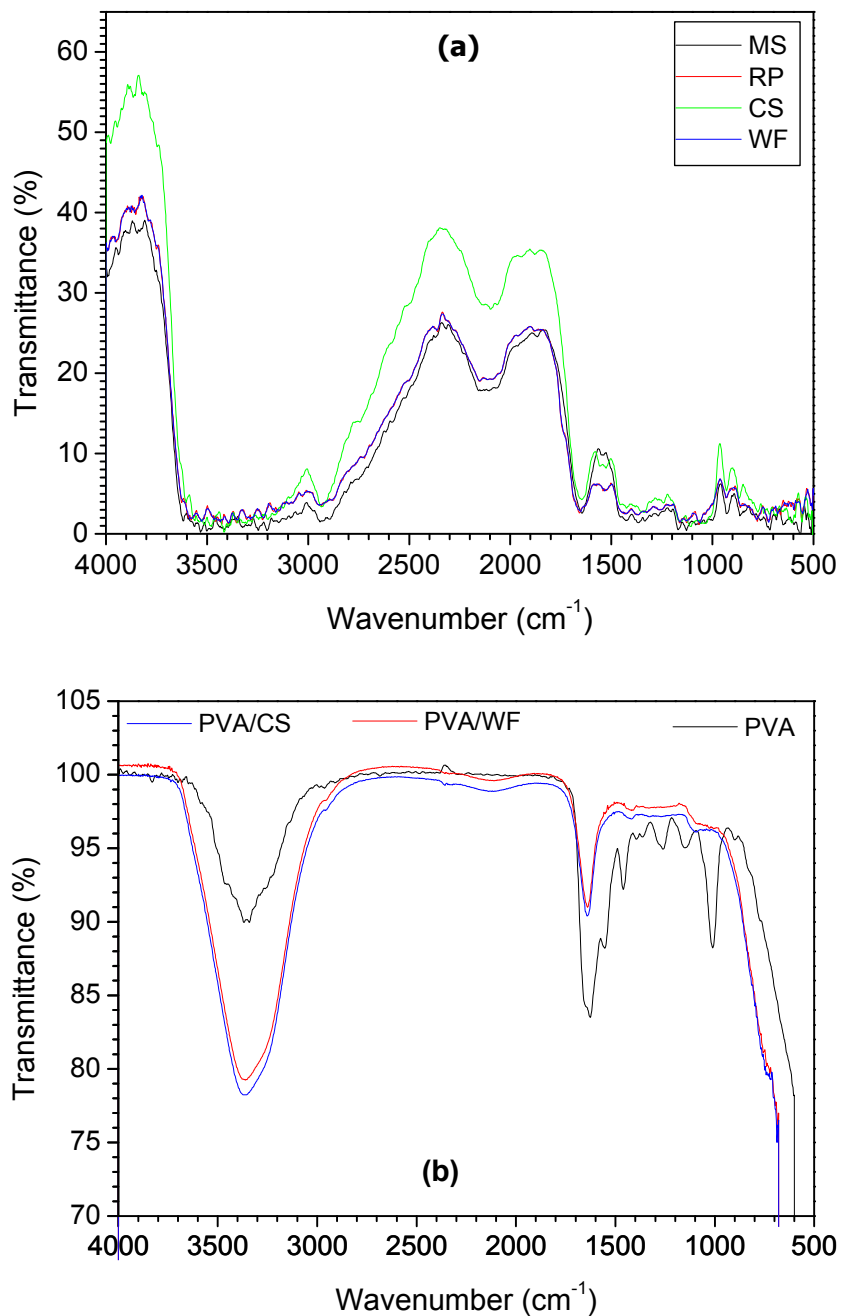 (a)
MS
RP
CS
WF
60
50
40
30
20
10
0
Transmittance (%)
4000 3500 3000 2500 2000 1500 1000 500
Wavenumber (cm⁻¹)
PVA/CS PVA/WF PVA
105
100
95
90
85
80
75
70
Transmittance (%)
(b)
4000 3500 3000 2500 2000 1500 1000 500
Wavenumber (cm⁻¹)